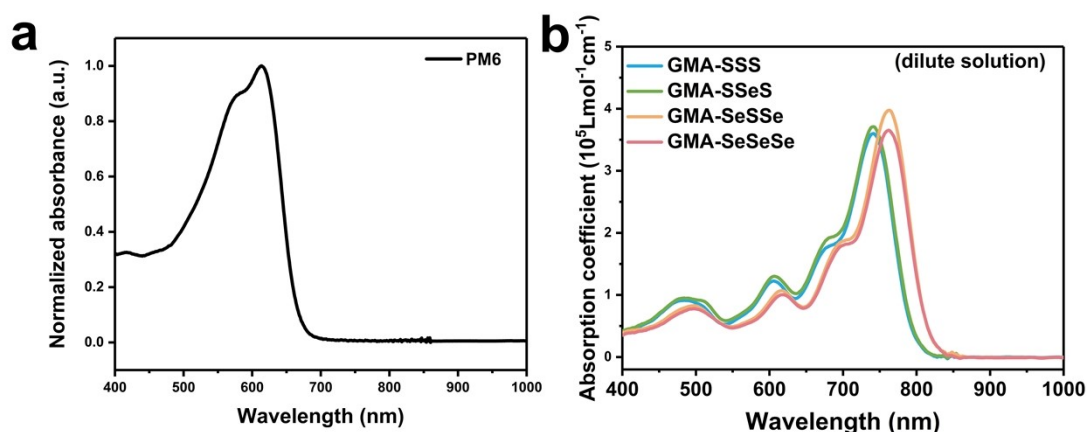 a
PM6
Normalized absorbance (a.u.)
1.0
0.8
0.6
0.4
0.2
0.0
400 500 600 700 800 900 1000
Wavelength (nm)
b
GMA-SSS
GMA-SSeS
GMA-SeSSe
GMA-SeSeSe
(dilute solution)
Absorption coefficient (10⁵Lmol⁻¹cm⁻¹)
5
4
3
2
1
0
400 500 600 700 800 900 1000
Wavelength (nm)